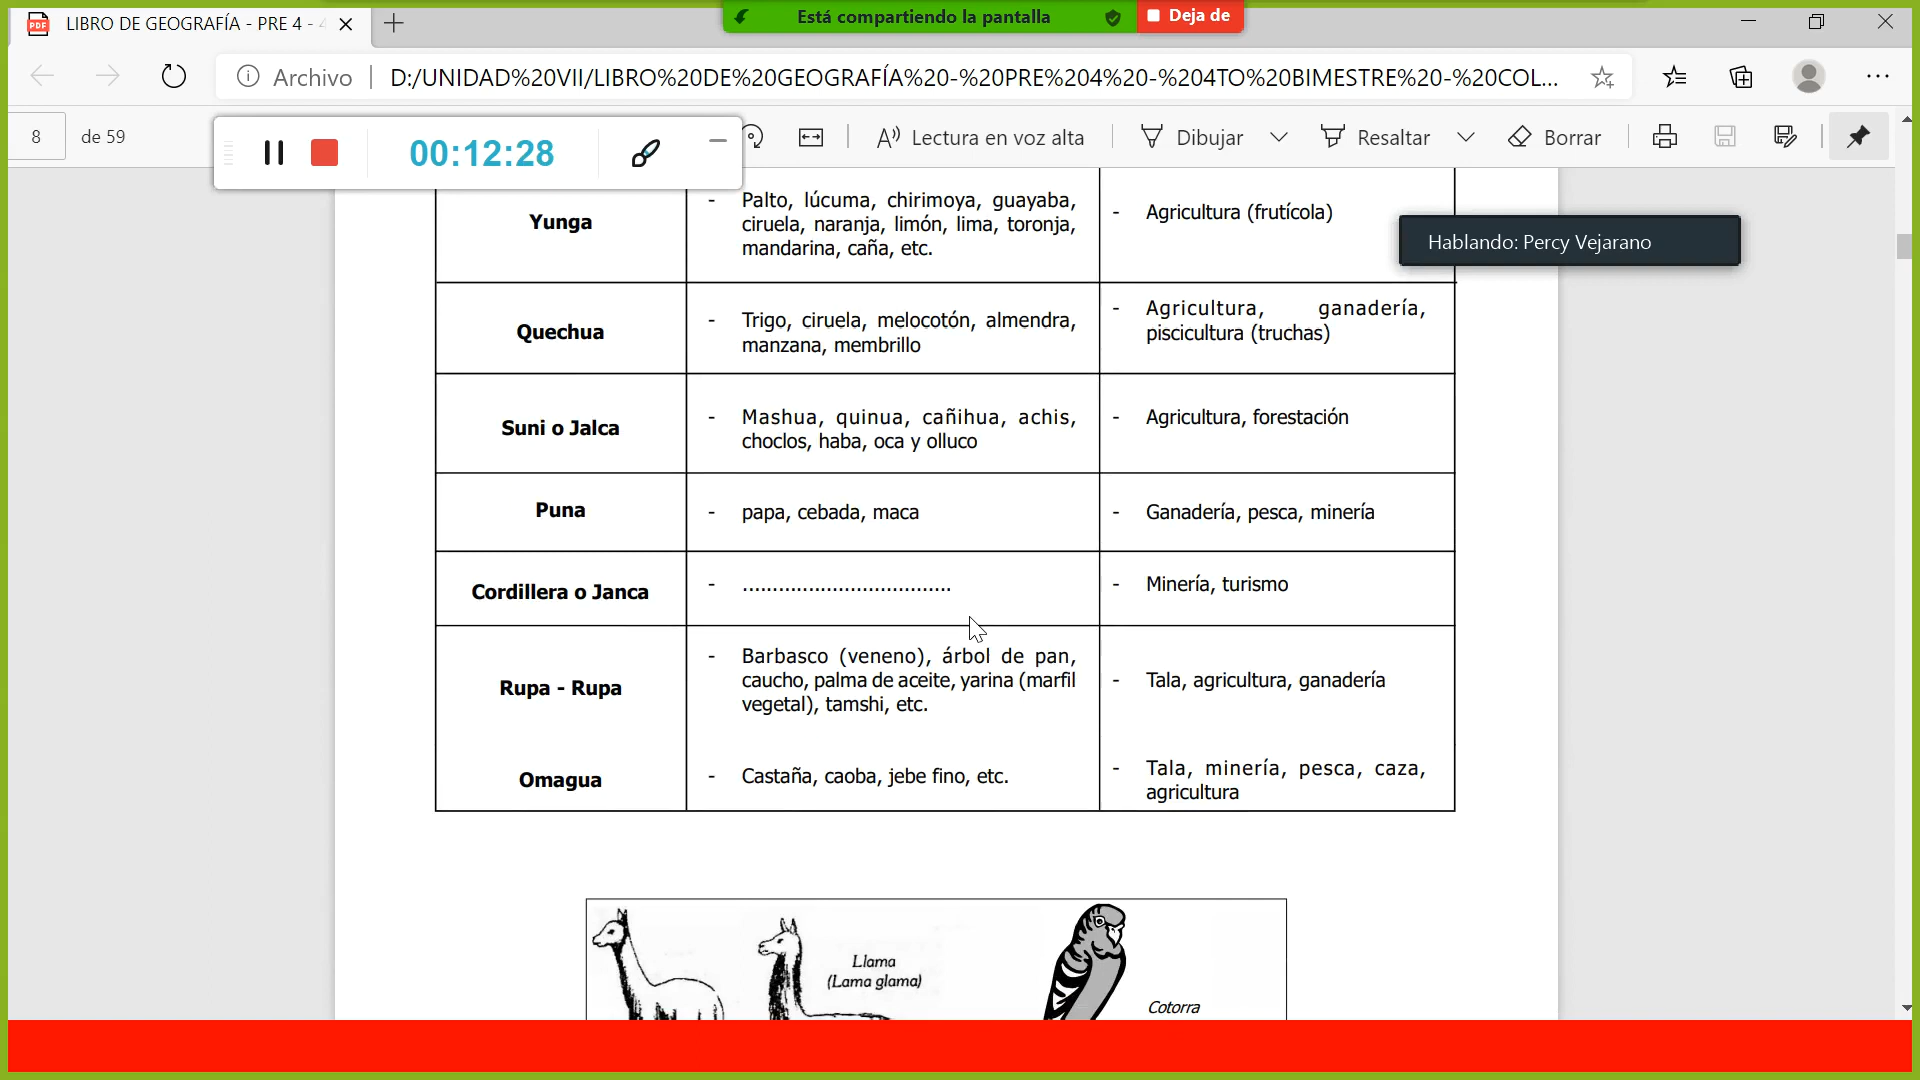 LIBRO DE GEOGRAFÍA - PRE 4 -
Está compartiendo la pantalla
Deja de
Archivo
D:/UNIDAD%20VII/LIBRO%20DE%20GEOGRAFÍA%20-%20PRE%204%20-%204TO%20BIMESTRE%20-%20COL...
8 de 59
00:12:28
Lectura en voz alta
Dibujar
Resaltar
Borrar
Hablando: Percy Vejarano
Yunga
- Palto, lúcuma, chirimoya, guayaba,
ciruela, naranja, limón, lima, toronja,
mandarina, caña, etc.
- Agricultura (frutícola)
Quechua
- Trigo, ciruela, melocotón, almendra,
manzana, membrillo
- Agricultura, ganadería,
piscicultura (truchas)
Suni o Jalca
- Mashua, quinua, cañihua, achis,
choclos, haba, oca y olluco
- Agricultura, forestación
Puna
- papa, cebada, maca
- Ganadería, pesca, minería
Cordillera o Janca
- ...................................
- Minería, turismo
Rupa - Rupa
- Barbasco (veneno), árbol de pan,
caucho, palma de aceite, yarina (marfil
vegetal), tamshi, etc.
- Tala, agricultura, ganadería
Omagua
- Castaña, caoba, jebe fino, etc.
- Tala, minería, pesca, caza,
agricultura
Llama
(Lama glama)
Cotorra